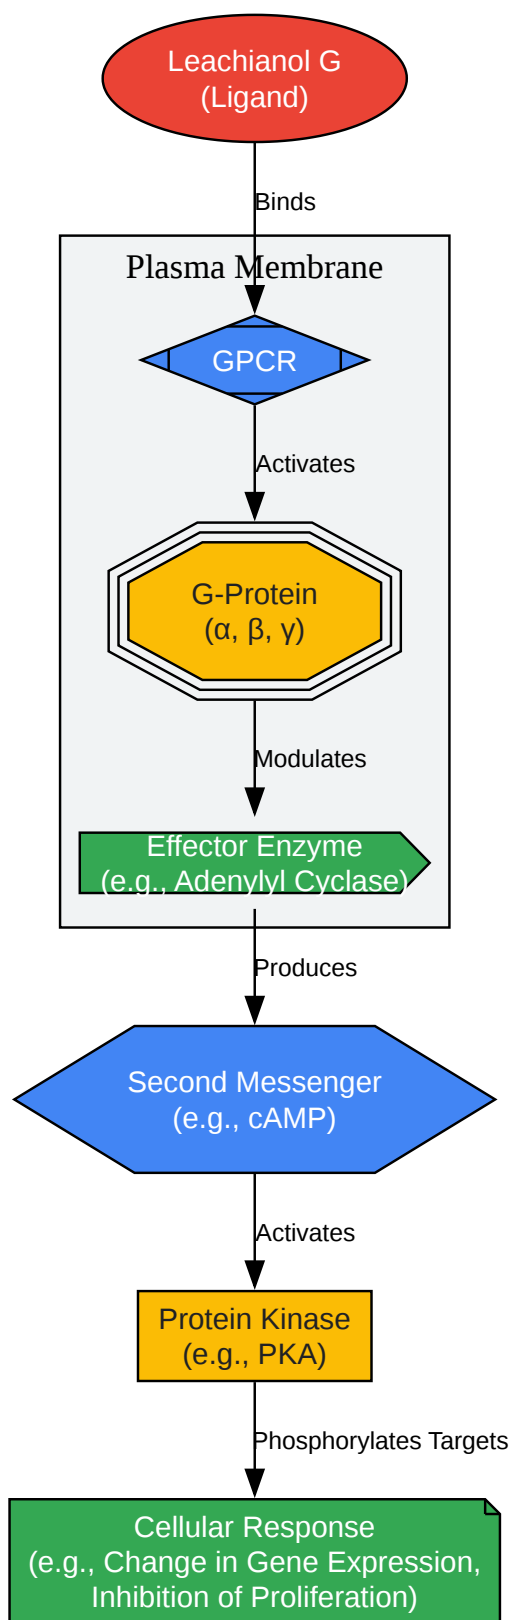 Leachianol G
(Ligand)
Binds
Plasma Membrane
GPCR
Activates
G-Protein
(α, β, γ)
Modulates
Effector Enzyme
(e.g., Adenylyl Cyclase)
Produces
Second Messenger
(e.g., cAMP)
Activates
Protein Kinase
(e.g., PKA)
Phosphorylates Targets
Cellular Response
(e.g., Change in Gene Expression,
Inhibition of Proliferation)